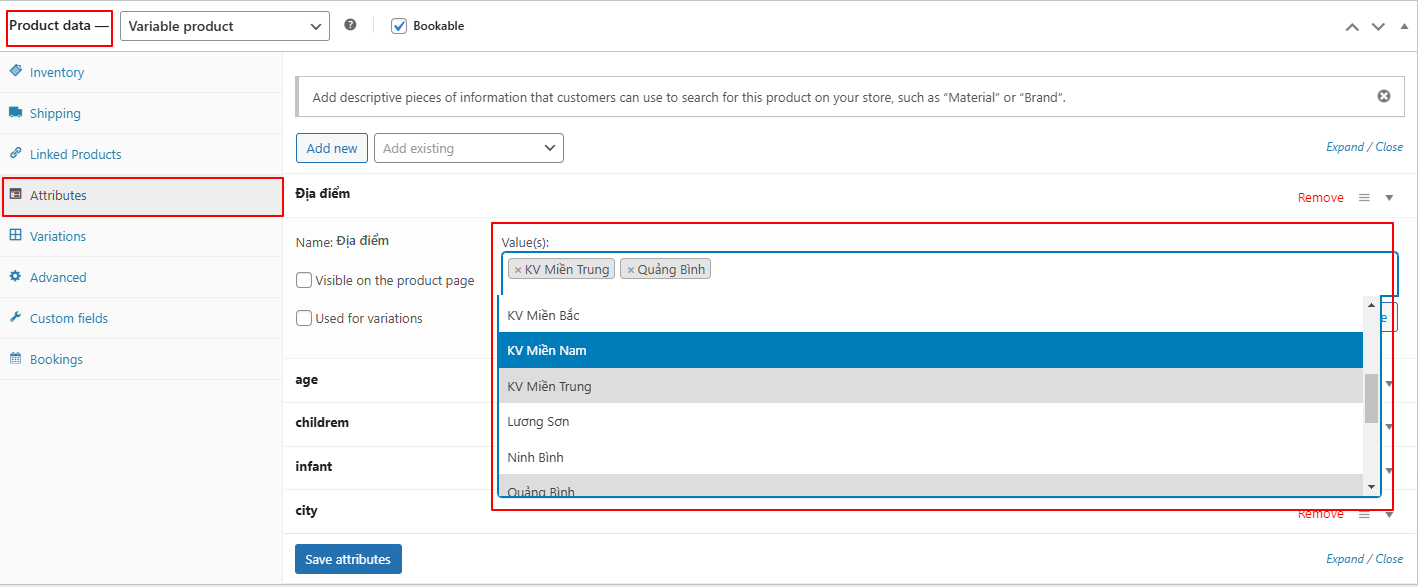 Product data —
Variable product
Bookable
Inventory
Shipping
Linked Products
Attributes
Variations
Advanced
Custom fields
Bookings
Add descriptive pieces of information that customers can use to search for this product on your store, such as “Material” or “Brand”.
Add new
Add existing
Expand / Close
Địa điểm
Remove
Name: Địa điểm
Value(s):
× KV Miền Trung × Quảng Bình
Visible on the product page
Used for variations
KV Miền Bắc
KV Miền Nam
KV Miền Trung
Lương Sơn
Ninh Bình
Quảng Bình
age
childrem
infant
city
Remove
Save attributes
Expand / Close